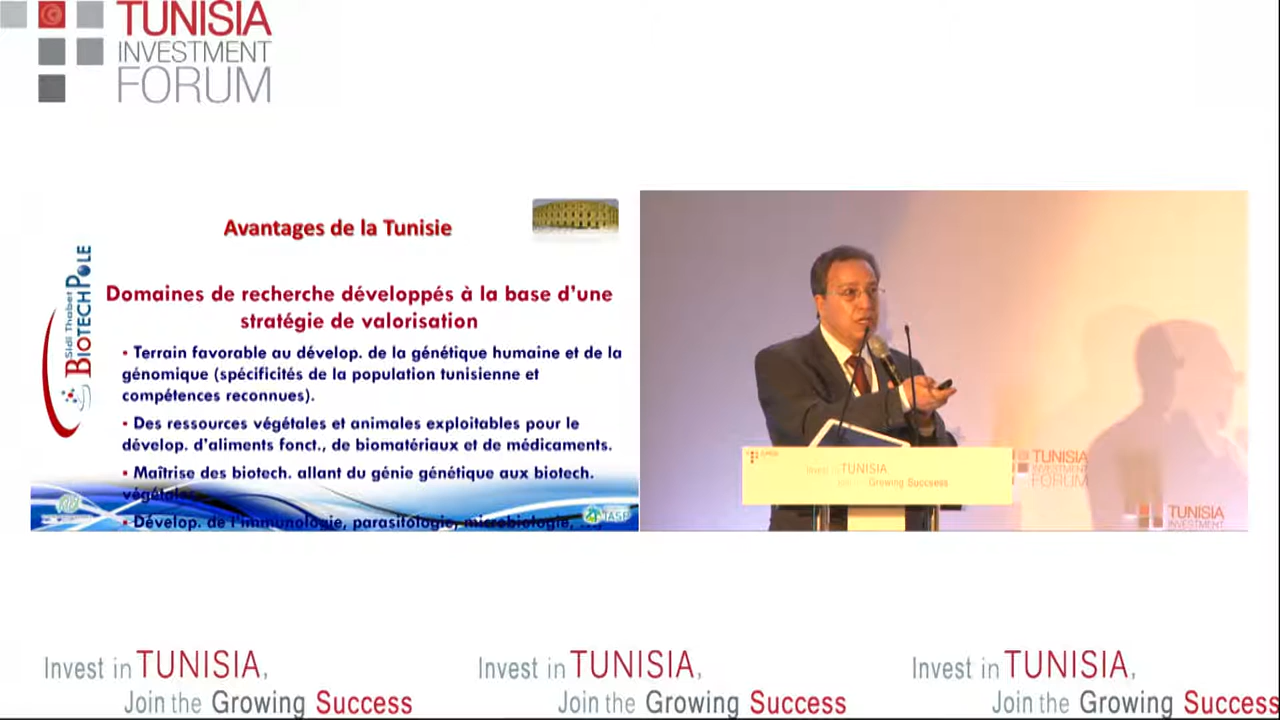 TUNISIA
INVESTMENT
FORUM
Avantages de la Tunisie
Sidi Thabet
BIOTECHPOLE
Domaines de recherche développés à la base d'une
stratégie de valorisation
• Terrain favorable au dévelop. de la génétique humaine et de la
génomique (spécificités de la population tunisienne et
compétences reconnues).
• Des ressources végétales et animales exploitables pour le
dévelop. d'aliments fonct., de biomatériaux et de médicaments.
• Maîtrise des biotech. allant du génie génétique aux biotech.
végétales
• Dévelop. de l'immunologie, parasitologie, microbiologie, ...,
Invest in TUNISIA,
Growing Success
TUNISIA
INVESTMENT
FORUM
TUNISIA
INVESTMENT
Invest in TUNISIA,
Join the Growing Success
Invest in TUNISIA,
Join the Growing Success
Invest in TUNISIA,
Join the Growing Success